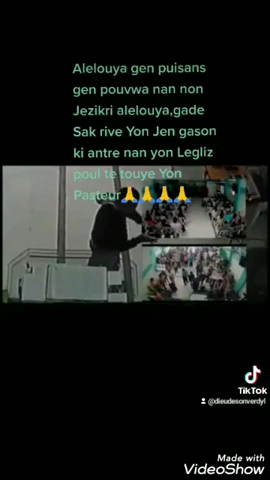 Alelouya gen puisans
gen pouvwa nan non
Jezikri alelouya,gade
Sak rive Yon Jen gason
ki antre nan yon Legliz
poul te touye Yon
Pasteur🙏🙏🙏🙏
TikTok
@dieudesonverdyl
Made with
VideoShow